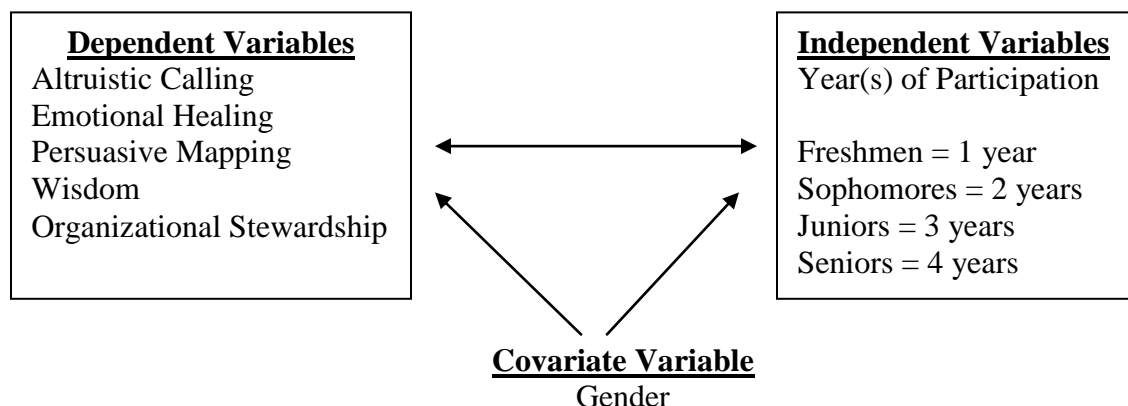 Dependent Variables
Altruistic Calling
Emotional Healing
Persuasive Mapping
Wisdom
Organizational Stewardship
Independent Variables
Year(s) of Participation
Freshmen = 1 year
Sophomores = 2 years
Juniors = 3 years
Seniors = 4 years
Covariate Variable
Gender